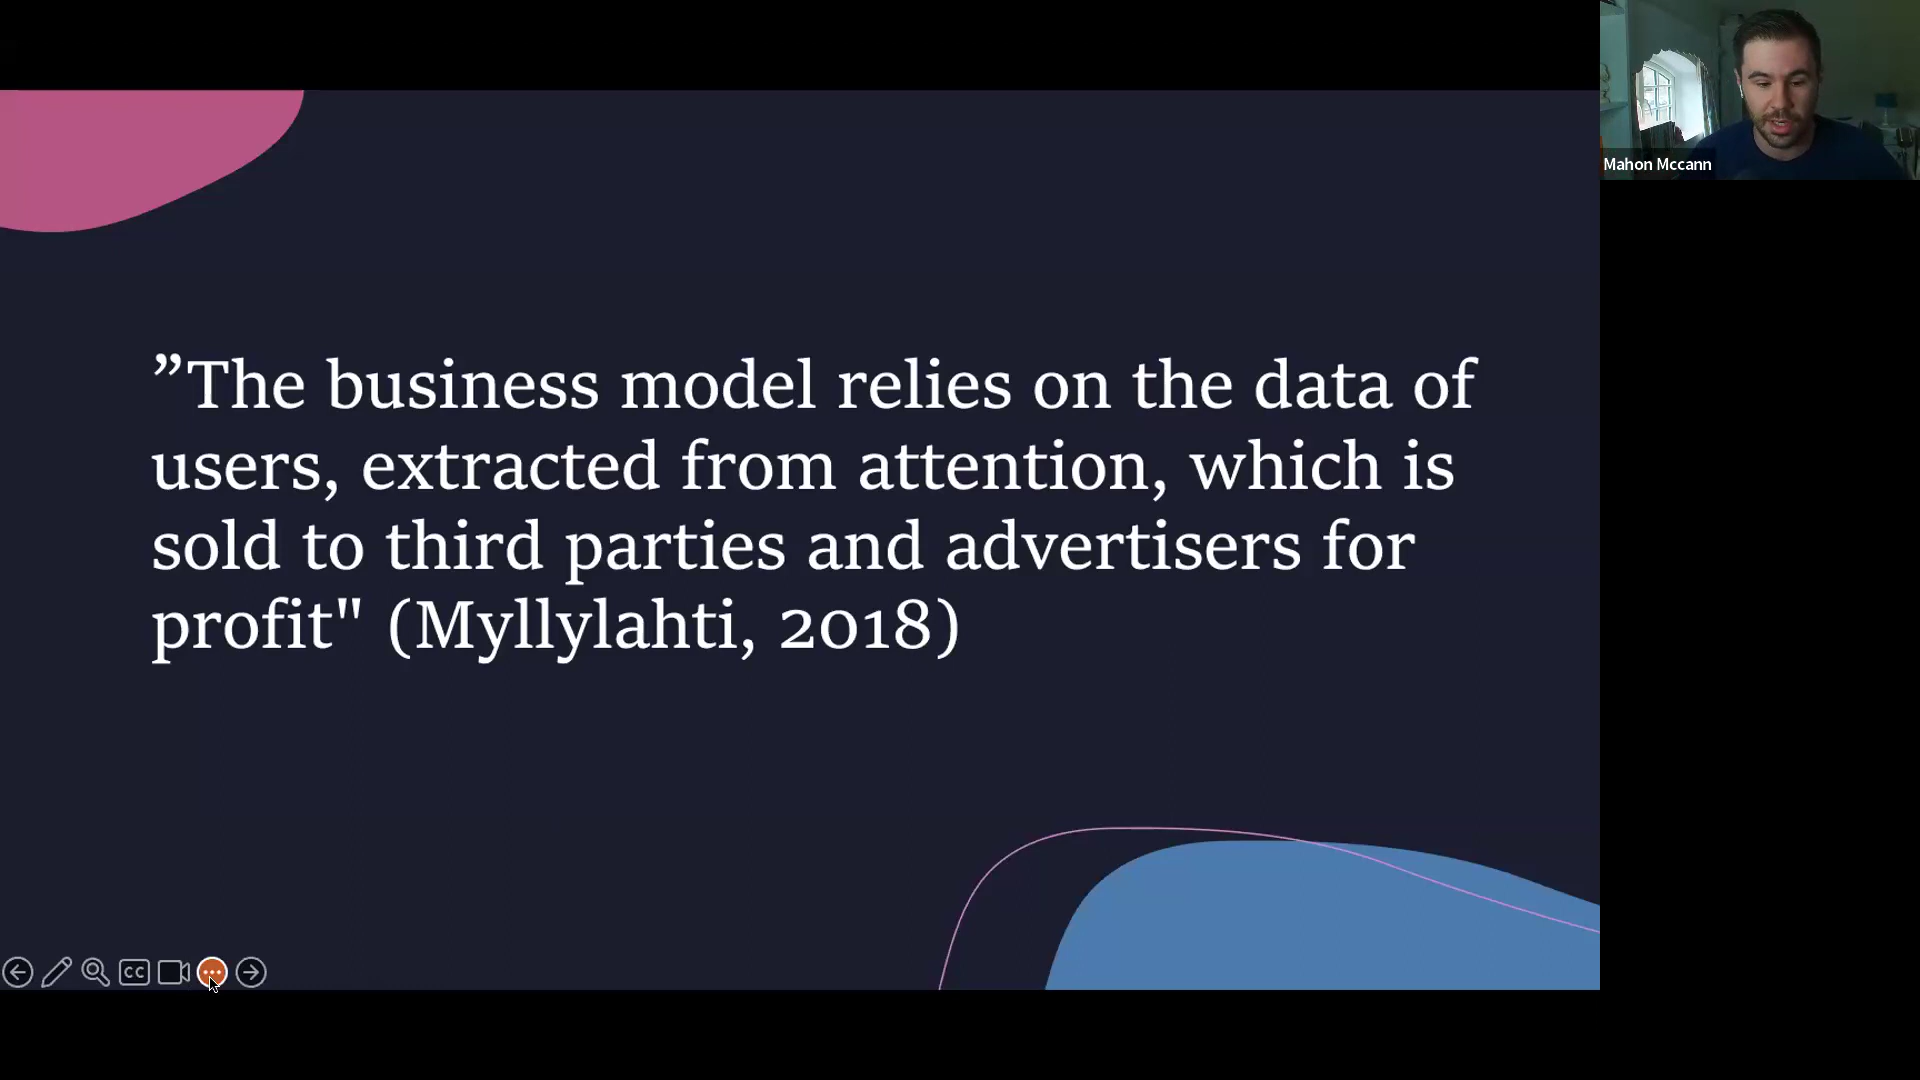 ”The business model relies on the data of
users, extracted from attention, which is
sold to third parties and advertisers for
profit" (Myllylahti, 2018)
Mahon Mccann
CC